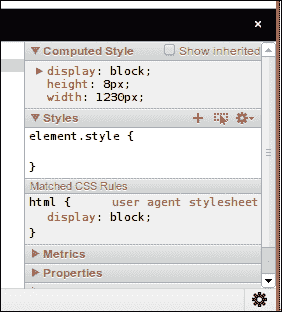 ×
Computed Style Show inherited
display: block;
height: 8px;
width: 1230px;
Styles
element.style {
}
Matched CSS Rules
html { user agent stylesheet
display: block;
}
Metrics
Properties